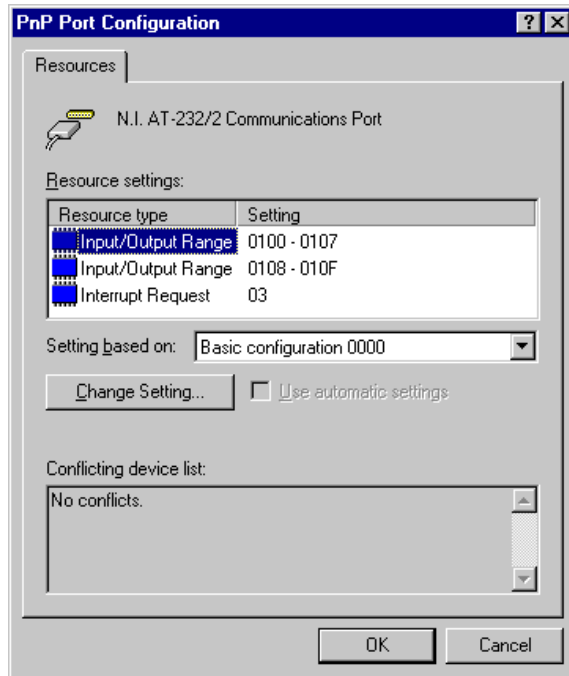 PnP Port Configuration
Resources
N.I. AT-232/2 Communications Port
Resource settings:
Resource type Setting
Input/Output Range 0100 - 0107
Input/Output Range 0108 - 010F
Interrupt Request 03
Setting based on: Basic configuration 0000
Change Setting... Use automatic settings
Conflicting device list:
No conflicts.
OK Cancel